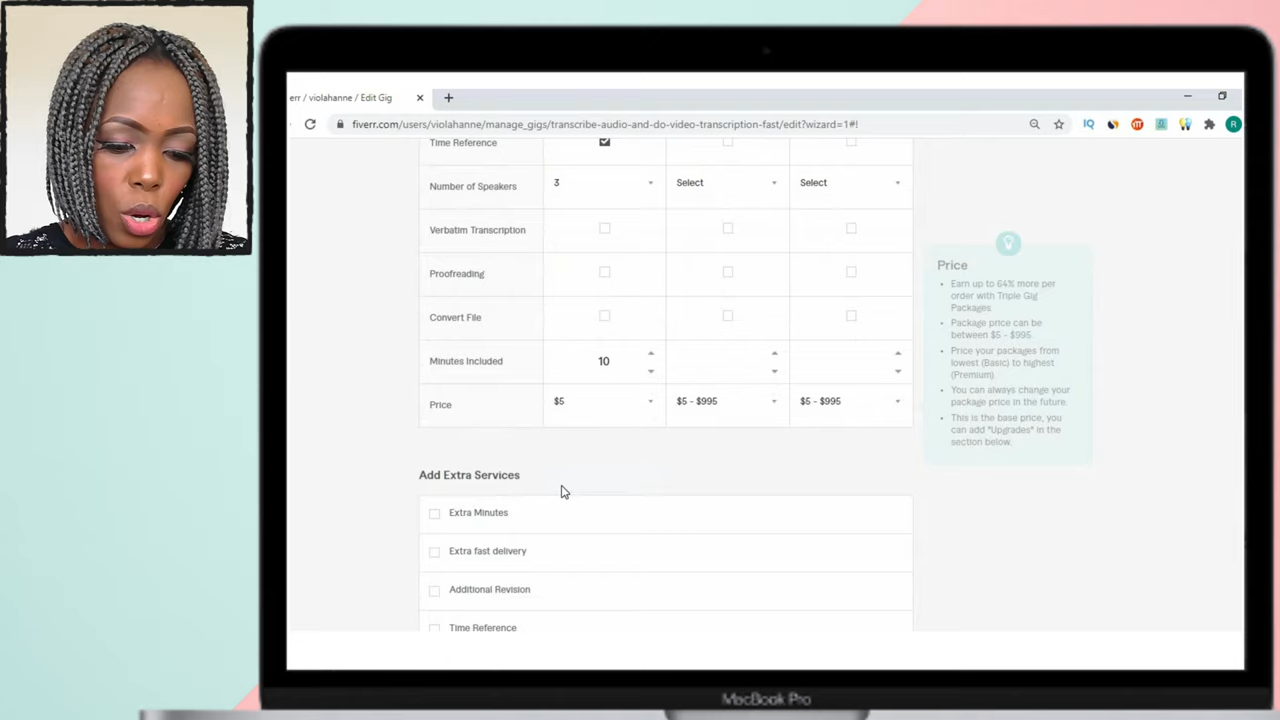 err / violahanne / Edit Gig
fiverr.com/users/violahanne/manage_gigs/transcribe-audio-and-do-video-transcription-fast/edit?wizard=1#!
Time Reference
Number of Speakers 3 Select Select
Verbatim Transcription
Proofreading
Convert File
Minutes Included 10
Price $5 $5 - $995 $5 - $995
Price
• Earn up to 64% more per
order with Triple Gig
Packages
• Package price can be
between $5 - $995
• Price your packages from
lowest (Basic) to highest
(Premium)
• You can always change your
package price in the future.
• This is the base price, you
can add "Upgrades" in the
section below.
Add Extra Services
Extra Minutes
Extra fast delivery
Additional Revision
Time Reference
MacBook Pro